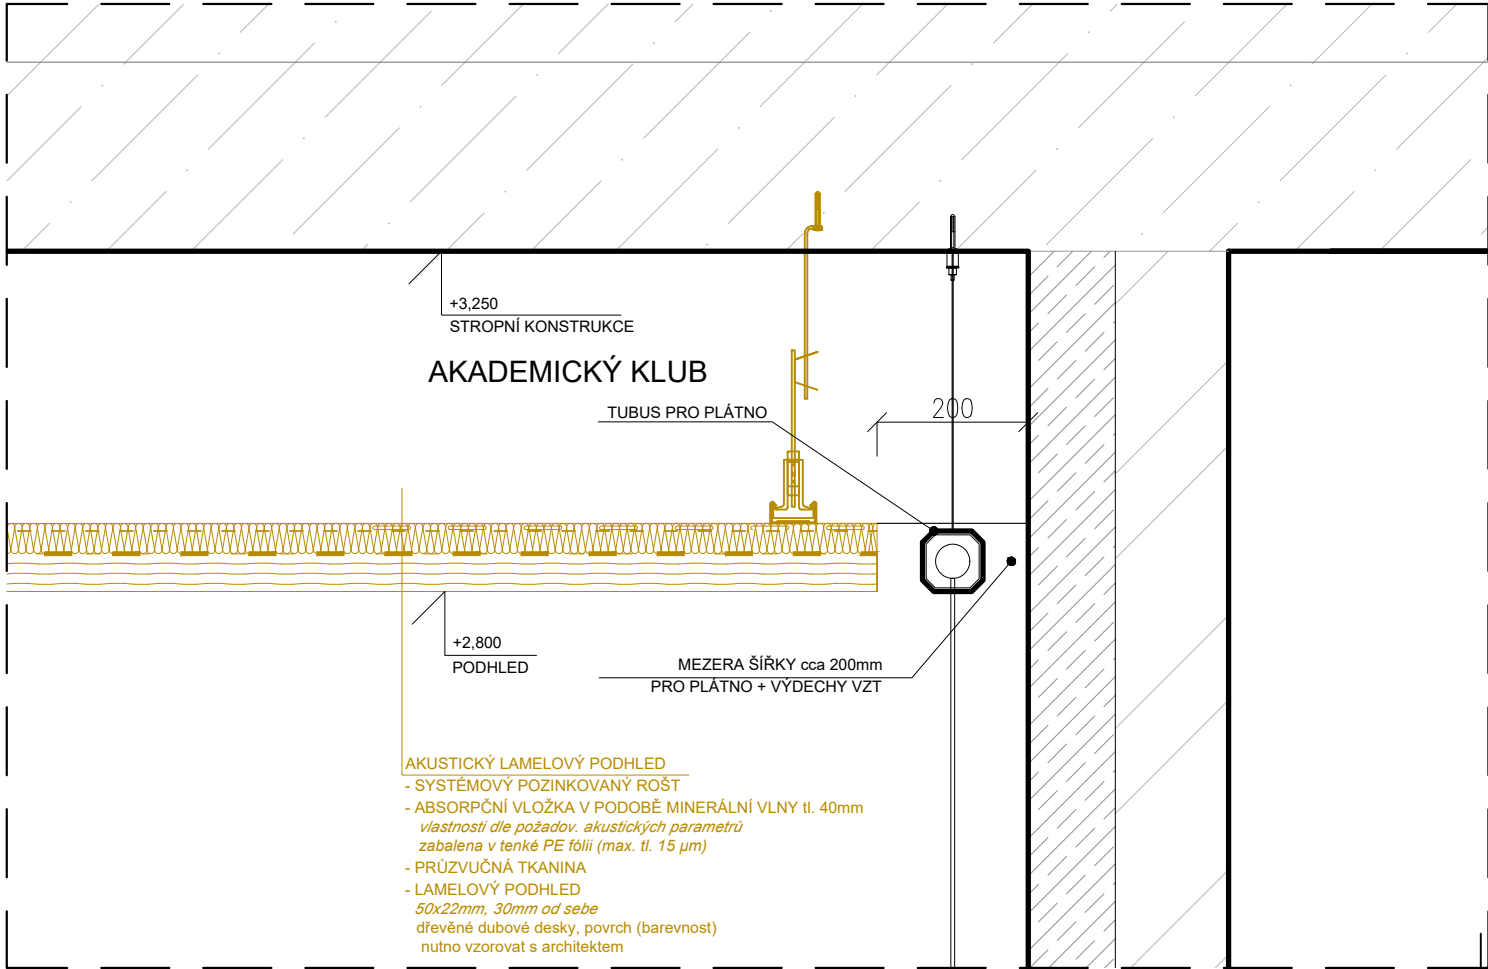 +3,250
STROPNÍ KONSTRUKCE
AKADEMICKÝ KLUB
TUBUS PRO PLÁTNO
200
+2,800
PODHLED
MEZERA ŠÍŘKY cca 200mm
PRO PLÁTNO + VÝDECHY VZT
AKUSTICKÝ LAMELOVÝ PODHLED
- SYSTÉMOVÝ POZINKOVANÝ ROŠT
- ABSORPČNÍ VLOŽKA V PODOBĚ MINERÁLNÍ VLNY tl. 40mm
vlastnosti dle požadov. akustických parametrů
zabalena v tenké PE fólii (max. tl. 15 μm)
- PRŮZVUČNÁ TKANINA
- LAMELOVÝ PODHLED
50x22mm, 30mm od sebe
dřevěné dubové desky, povrch (barevnost)
nutno vzorovat s architektem